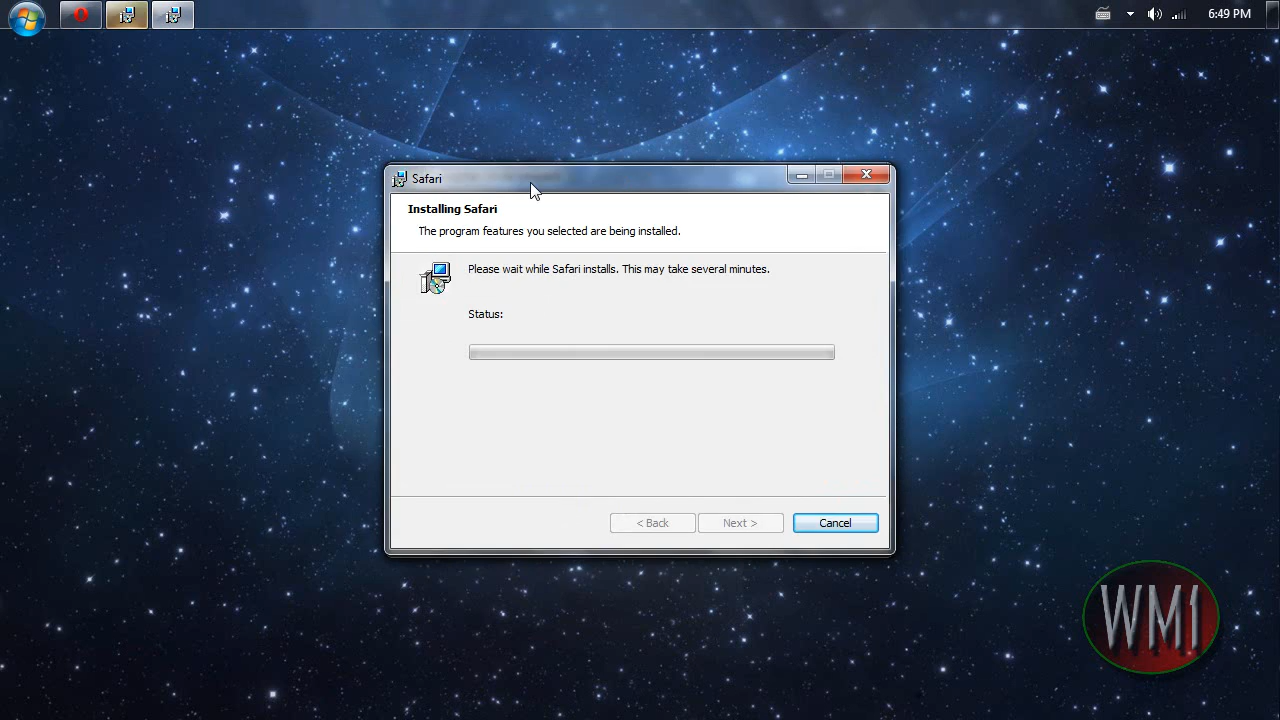 6:49 PM
Safari
Installing Safari
The program features you selected are being installed.
Please wait while Safari installs. This may take several minutes.
Status:
< Back
Next >
Cancel
WM1